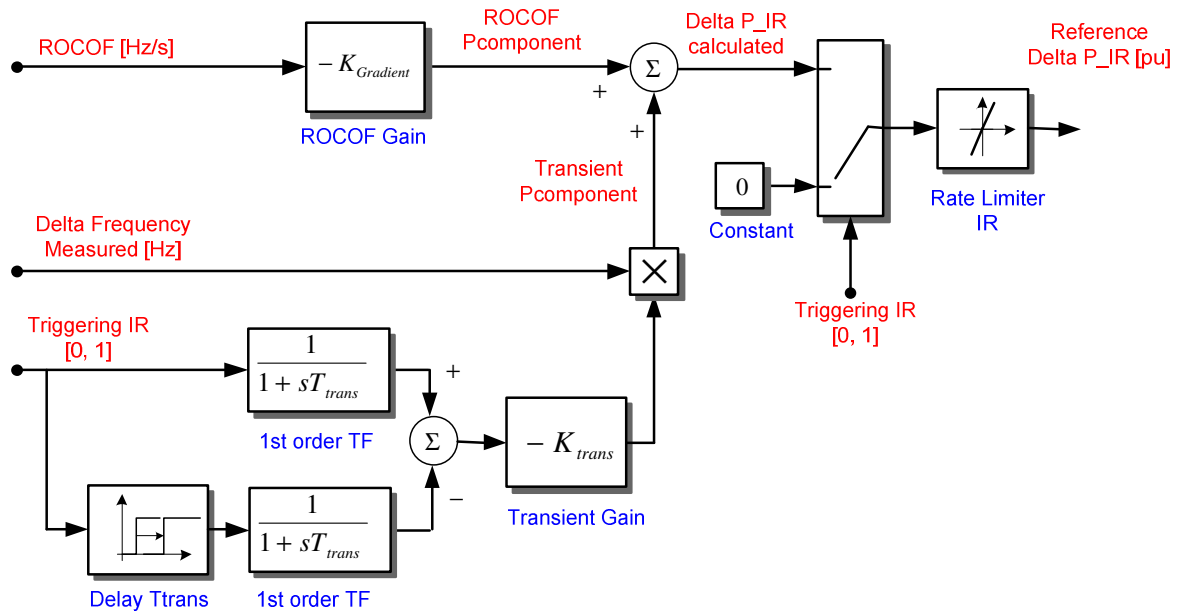 ROCOF [Hz/s]
- K_Gradient
ROCOF Gain
ROCOF
Pcomponent
Σ
+
+
Delta P_IR
calculated
Reference
Delta P_IR [pu]
Transient
Pcomponent
0
Constant
Rate Limiter
IR
Delta Frequency
Measured [Hz]
×
Triggering IR
[0, 1]
Triggering IR
[0, 1]
1
1 + sT_trans
1st order TF
+
Σ
−
- K_trans
Transient Gain
Delay Ttrans
1
1 + sT_trans
1st order TF